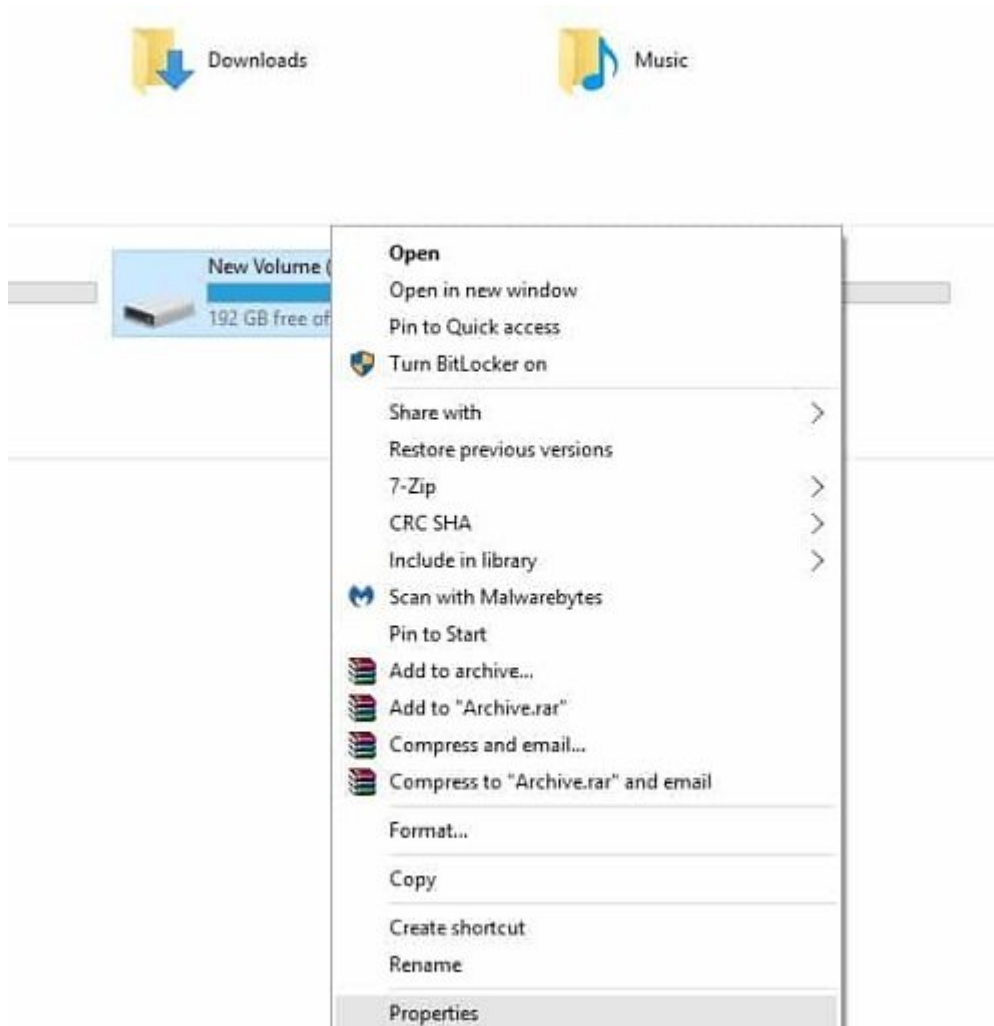 Downloads
Music
New Volume (
192 GB free of
Open
Open in new window
Pin to Quick access
Turn BitLocker on
Share with
Restore previous versions
7-Zip
CRC SHA
Include in library
Scan with Malwarebytes
Pin to Start
Add to archive...
Add to "Archive.rar"
Compress and email...
Compress to "Archive.rar" and email
Format...
Copy
Create shortcut
Rename
Properties